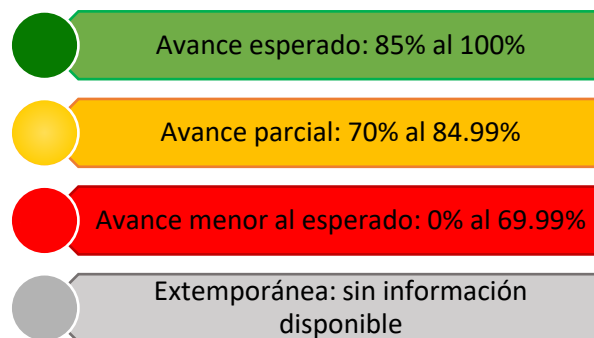 Avance esperado: 85% al 100%
Avance parcial: 70% al 84.99%
Avance menor al esperado: 0% al 69.99%
Extemporánea: sin información
disponible